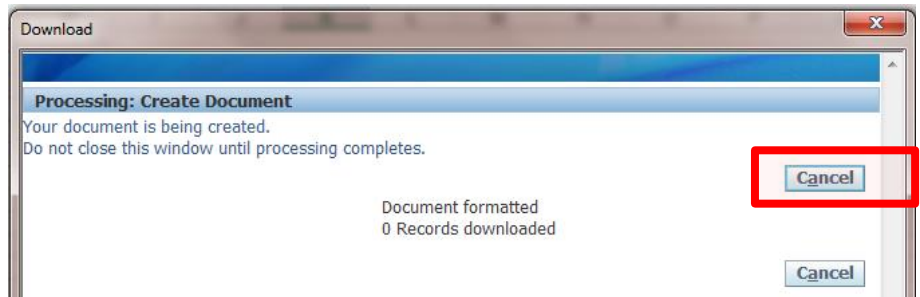 Download
Processing: Create Document
Your document is being created.
Do not close this window until processing completes.
Cancel
Document formatted
0 Records downloaded
Cancel